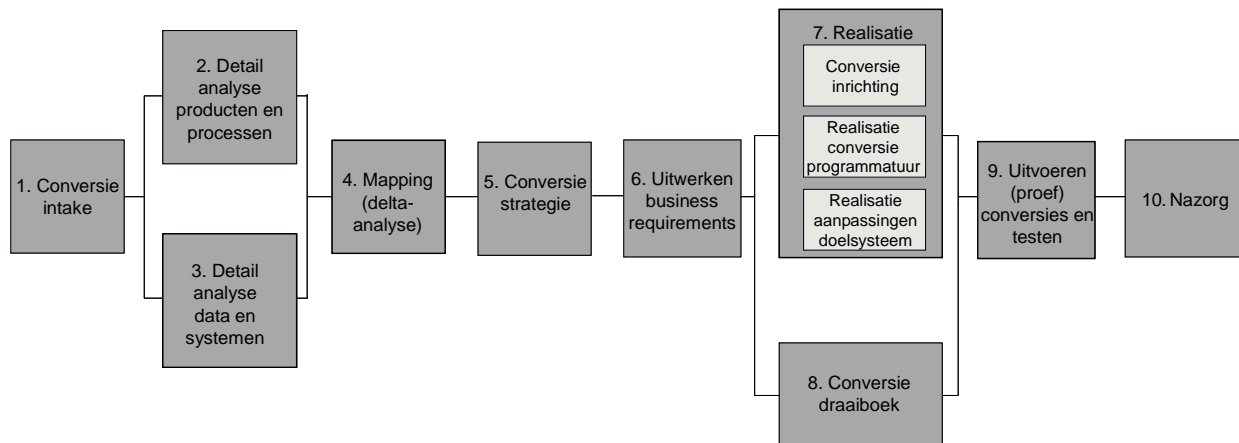 1. Conversie
intake
2. Detail
analyse
producten en
processen
3. Detail
analyse
data en
systemen
4. Mapping
(delta-
analyse)
5. Conversie
strategie
6. Uitwerken
business
requirements
7. Realisatie
Conversie
inrichting
Realisatie
conversie
programmatuur
Realisatie
aanpassingen
doelsysteem
8. Conversie
draaiboek
9. Uitvoeren
(proef)
conversies en
testen
10. Nazorg